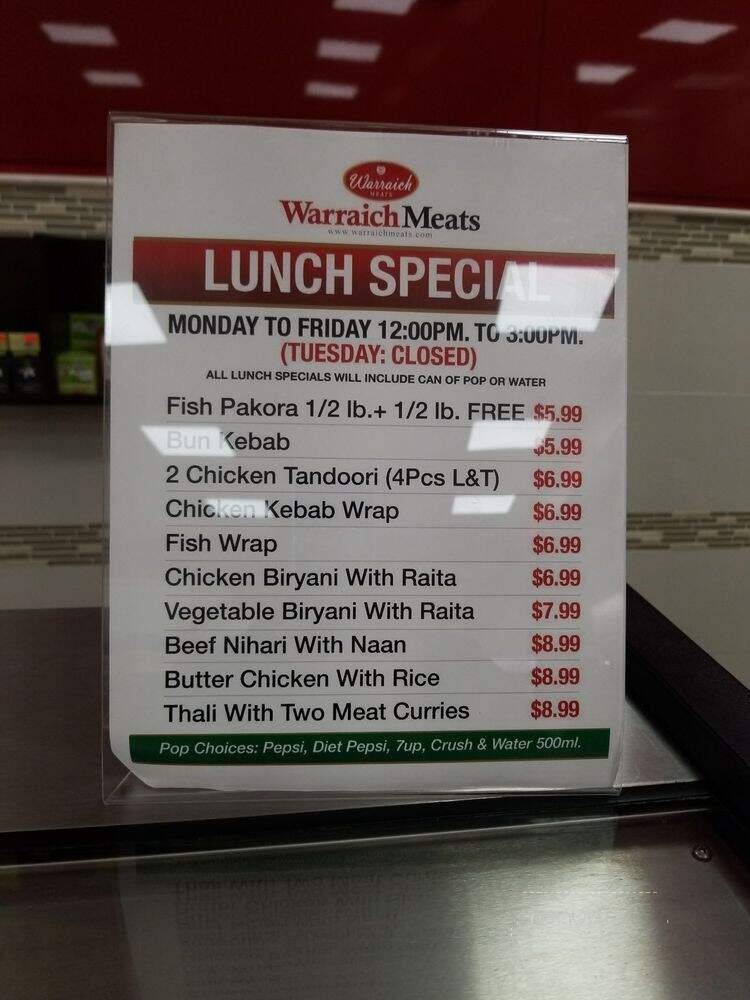 Warraich
MEATS
Warraich Meats
www.warraichmeats.com
LUNCH SPECIAL
MONDAY TO FRIDAY 12:00PM. TO 3:00PM.
(TUESDAY: CLOSED)
ALL LUNCH SPECIALS WILL INCLUDE CAN OF POP OR WATER
Fish Pakora 1/2 lb.+ 1/2 lb. FREE $5.99
Bun Kebab $5.99
2 Chicken Tandoori (4Pcs L&T) $6.99
Chicken Kebab Wrap $6.99
Fish Wrap $6.99
Chicken Biryani With Raita $6.99
Vegetable Biryani With Raita $7.99
Beef Nihari With Naan $8.99
Butter Chicken With Rice $8.99
Thali With Two Meat Curries $8.99
Pop Choices: Pepsi, Diet Pepsi, 7up, Crush & Water 500ml.